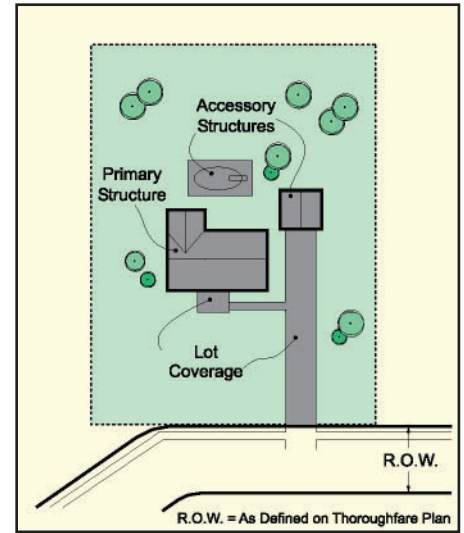 Accessory
Structures
Primary
Structure
Lot
Coverage
R.O.W.
R.O.W. = As Defined on Thoroughfare Plan